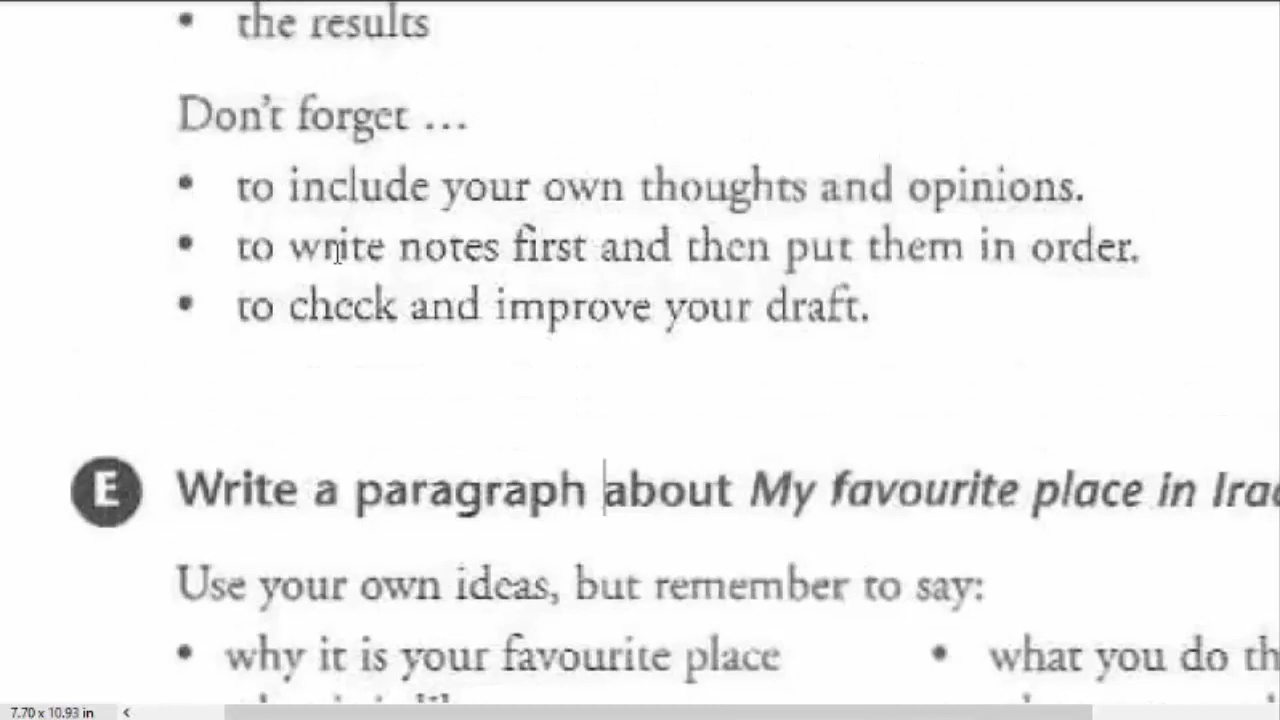 • the results
Don't forget ...
• to include your own thoughts and opinions.
• to write notes first and then put them in order.
• to check and improve your draft.
E Write a paragraph about My favourite place in
Use your own ideas, but remember to say:
• why it is your favourite place • what you do
7.70 x 10.93 in